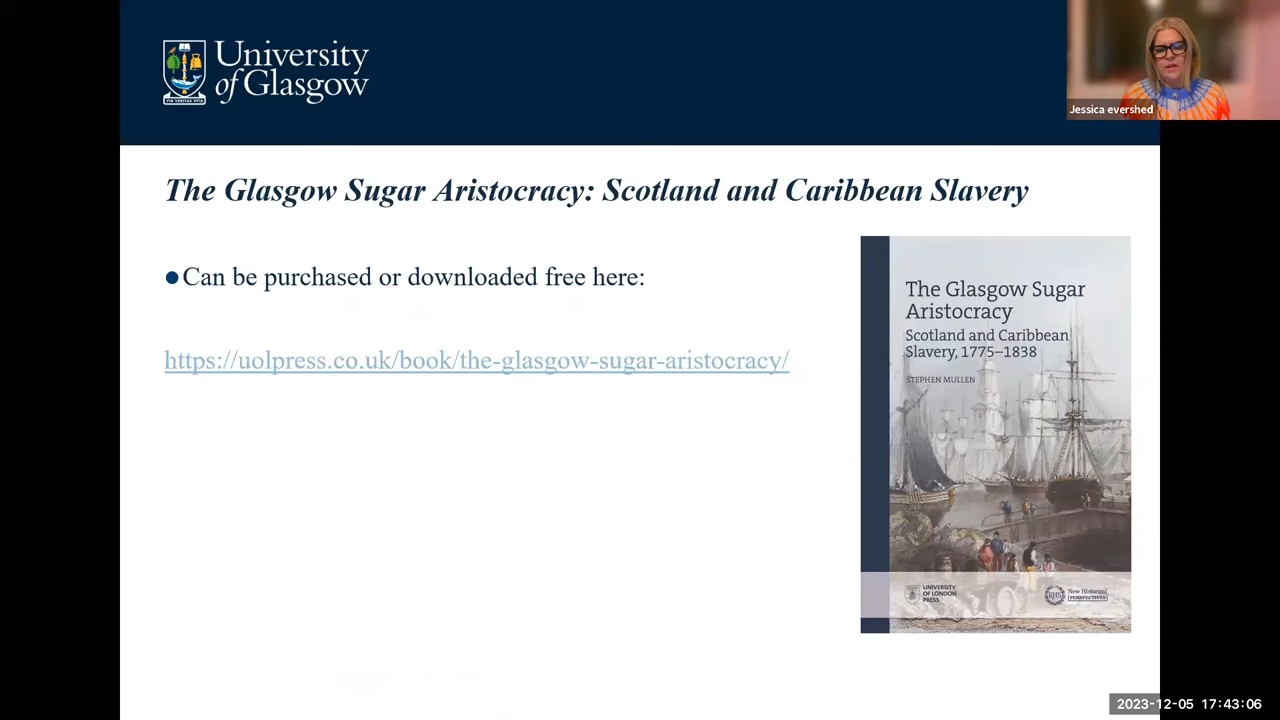 University
of Glasgow
VIA VERITAS VITA
Jessica evershed
The Glasgow Sugar Aristocracy: Scotland and Caribbean Slavery
Can be purchased or downloaded free here:
https://uolpress.co.uk/book/the-glasgow-sugar-aristocracy/
The Glasgow Sugar
Aristocracy
Scotland and Caribbean
Slavery, 1775–1838
STEPHEN MULLEN
UNIVERSITY
OF LONDON
PRESS
RHS
New Historical
PERSPECTIVES
2023-12-05 17:43:06